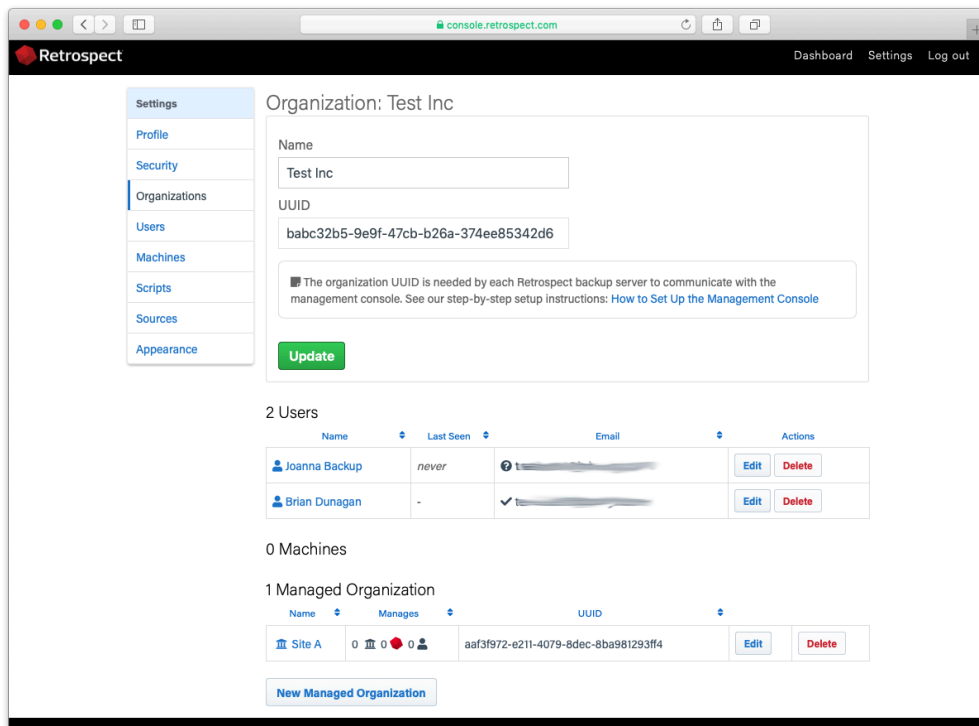 console.retrospect.com
Retrospect
Dashboard Settings Log out
Settings
Profile
Security
Organizations
Users
Machines
Scripts
Sources
Appearance
Organization: Test Inc
Name
Test Inc
UUID
babc32b5-9e9f-47cb-b26a-374ee85342d6
The organization UUID is needed by each Retrospect backup server to communicate with the
management console. See our step-by-step setup instructions: How to Set Up the Management Console
Update
2 Users
Name Last Seen Email Actions
Joanna Backup never Edit Delete
Brian Dunagan - Edit Delete
0 Machines
1 Managed Organization
Name Manages UUID
Site A 0 0 0 aaf3f972-e211-4079-8dec-8ba981293ff4 Edit Delete
New Managed Organization